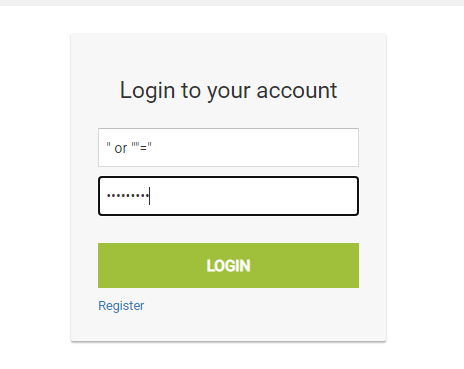 Login to your account
" or ""="
•••••••••
LOGIN
Register